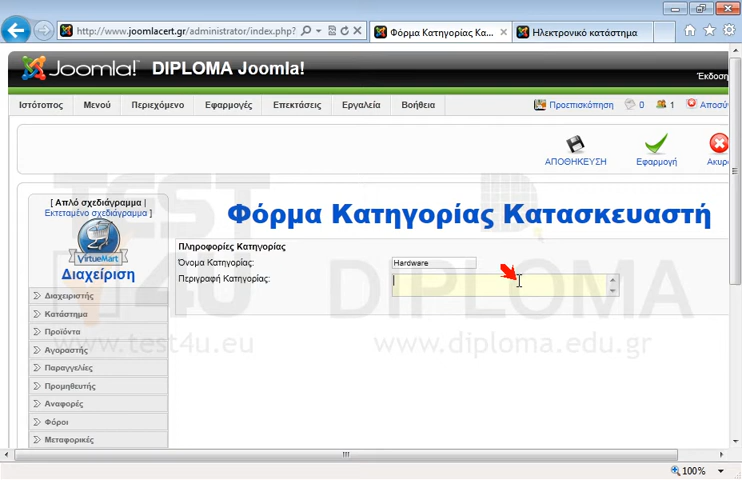 http://www.joomlacert.gr/administrator/index.php?
Φόρμα Κατηγορίας Κα...
Ηλεκτρονικό κατάστημα
Joomla! DIPLOMA Joomla!
Έκδοση
Ιστότοπος Μενού Περιεχόμενο Εφαρμογές Επεκτάσεις Εργαλεία Βοήθεια Προεπισκόπηση 0 1 Αποσύ
ΑΠΟΘΗΚΕΥΣΗ Εφαρμογή Ακυρ
[ Απλό σχεδιάγραμμα |
Εκτεταμένο σχεδιάγραμμα ]
VirtueMart
Διαχείριση
Φόρμα Κατηγορίας Κατασκευαστή
Πληροφορίες Κατηγορίας
Όνομα Κατηγορίας: Hardware
Περιγραφή Κατηγορίας:
Διαχειριστής
Κατάστημα
Προϊόντα
Αγοραστής
Παραγγελίες
Προμηθευτής
Αναφορές
Φόροι
Μεταφορικές
TEST4U
www.test4u.eu
DIPLOMA
www.diploma.edu.gr
100%